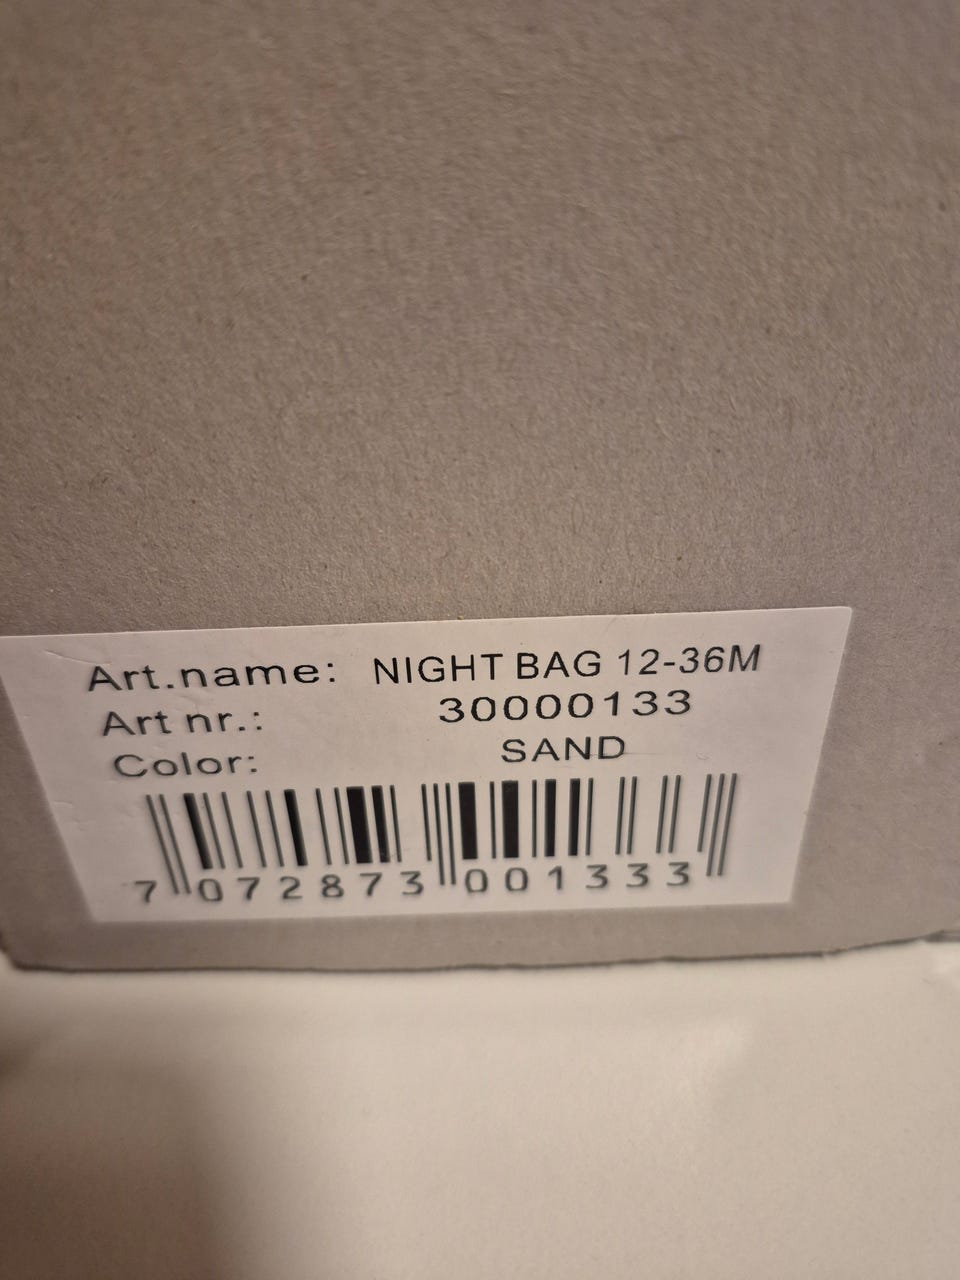 Art.name: NIGHT BAG 12-36M
Art nr.: 30000133
Color: SAND
7 072873 001333